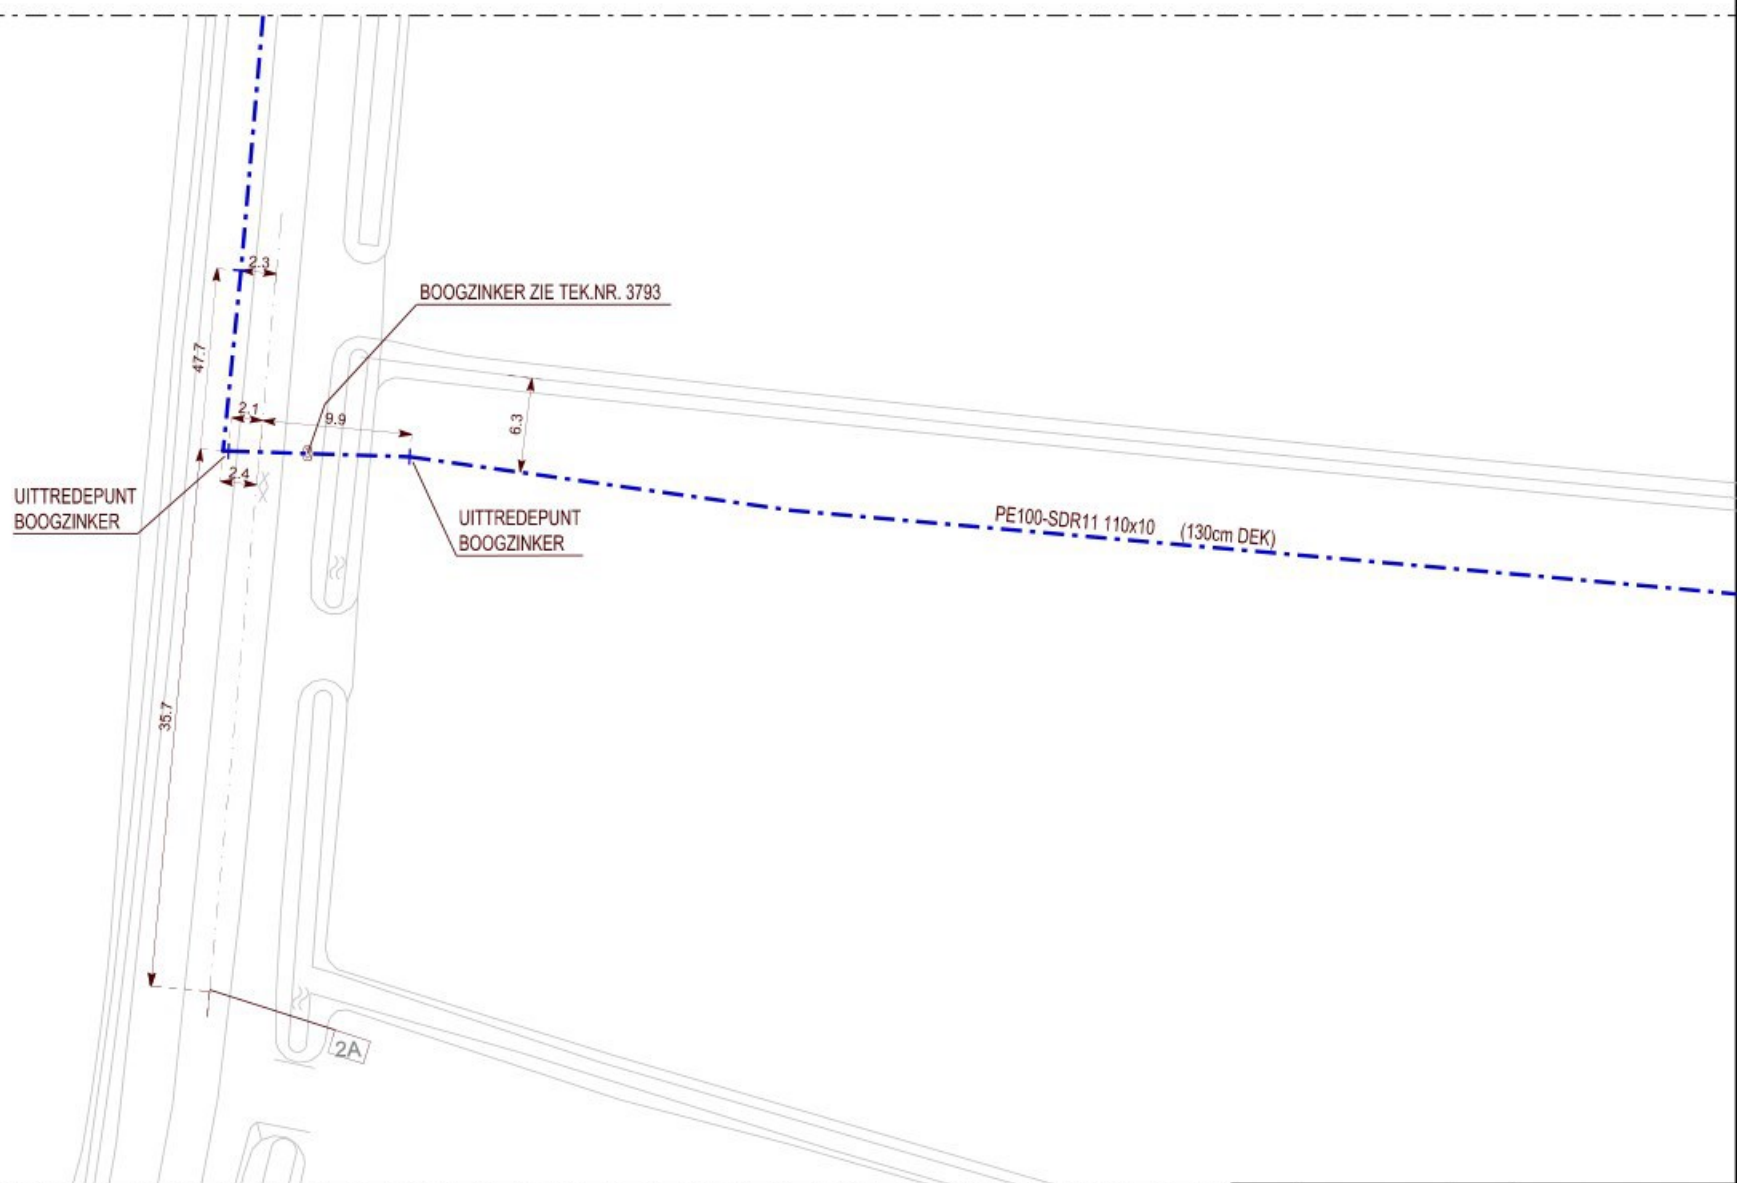 2.3
BOOGZINKER ZIE TEK.NR. 3793
47.7
2.1
9.9
6.3
2.4
UITTREDEPUNT
BOOGZINKER
UITTREDEPUNT
BOOGZINKER
PE100-SDR11 110x10 (130cm DEK)
35.7
2A